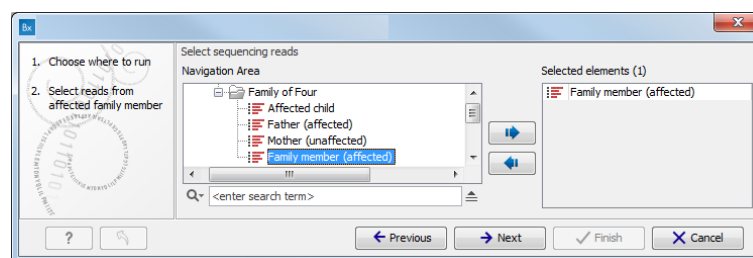 Bx
x
1. Choose where to run
2. Select reads from
affected family member
Select sequencing reads
Navigation Area
Family of Four
Affected child
Father (affected)
Mother (unaffected)
Family member (affected)
<enter search term>
Selected elements (1)
Family member (affected)
?
Previous
Next
Finish
Cancel